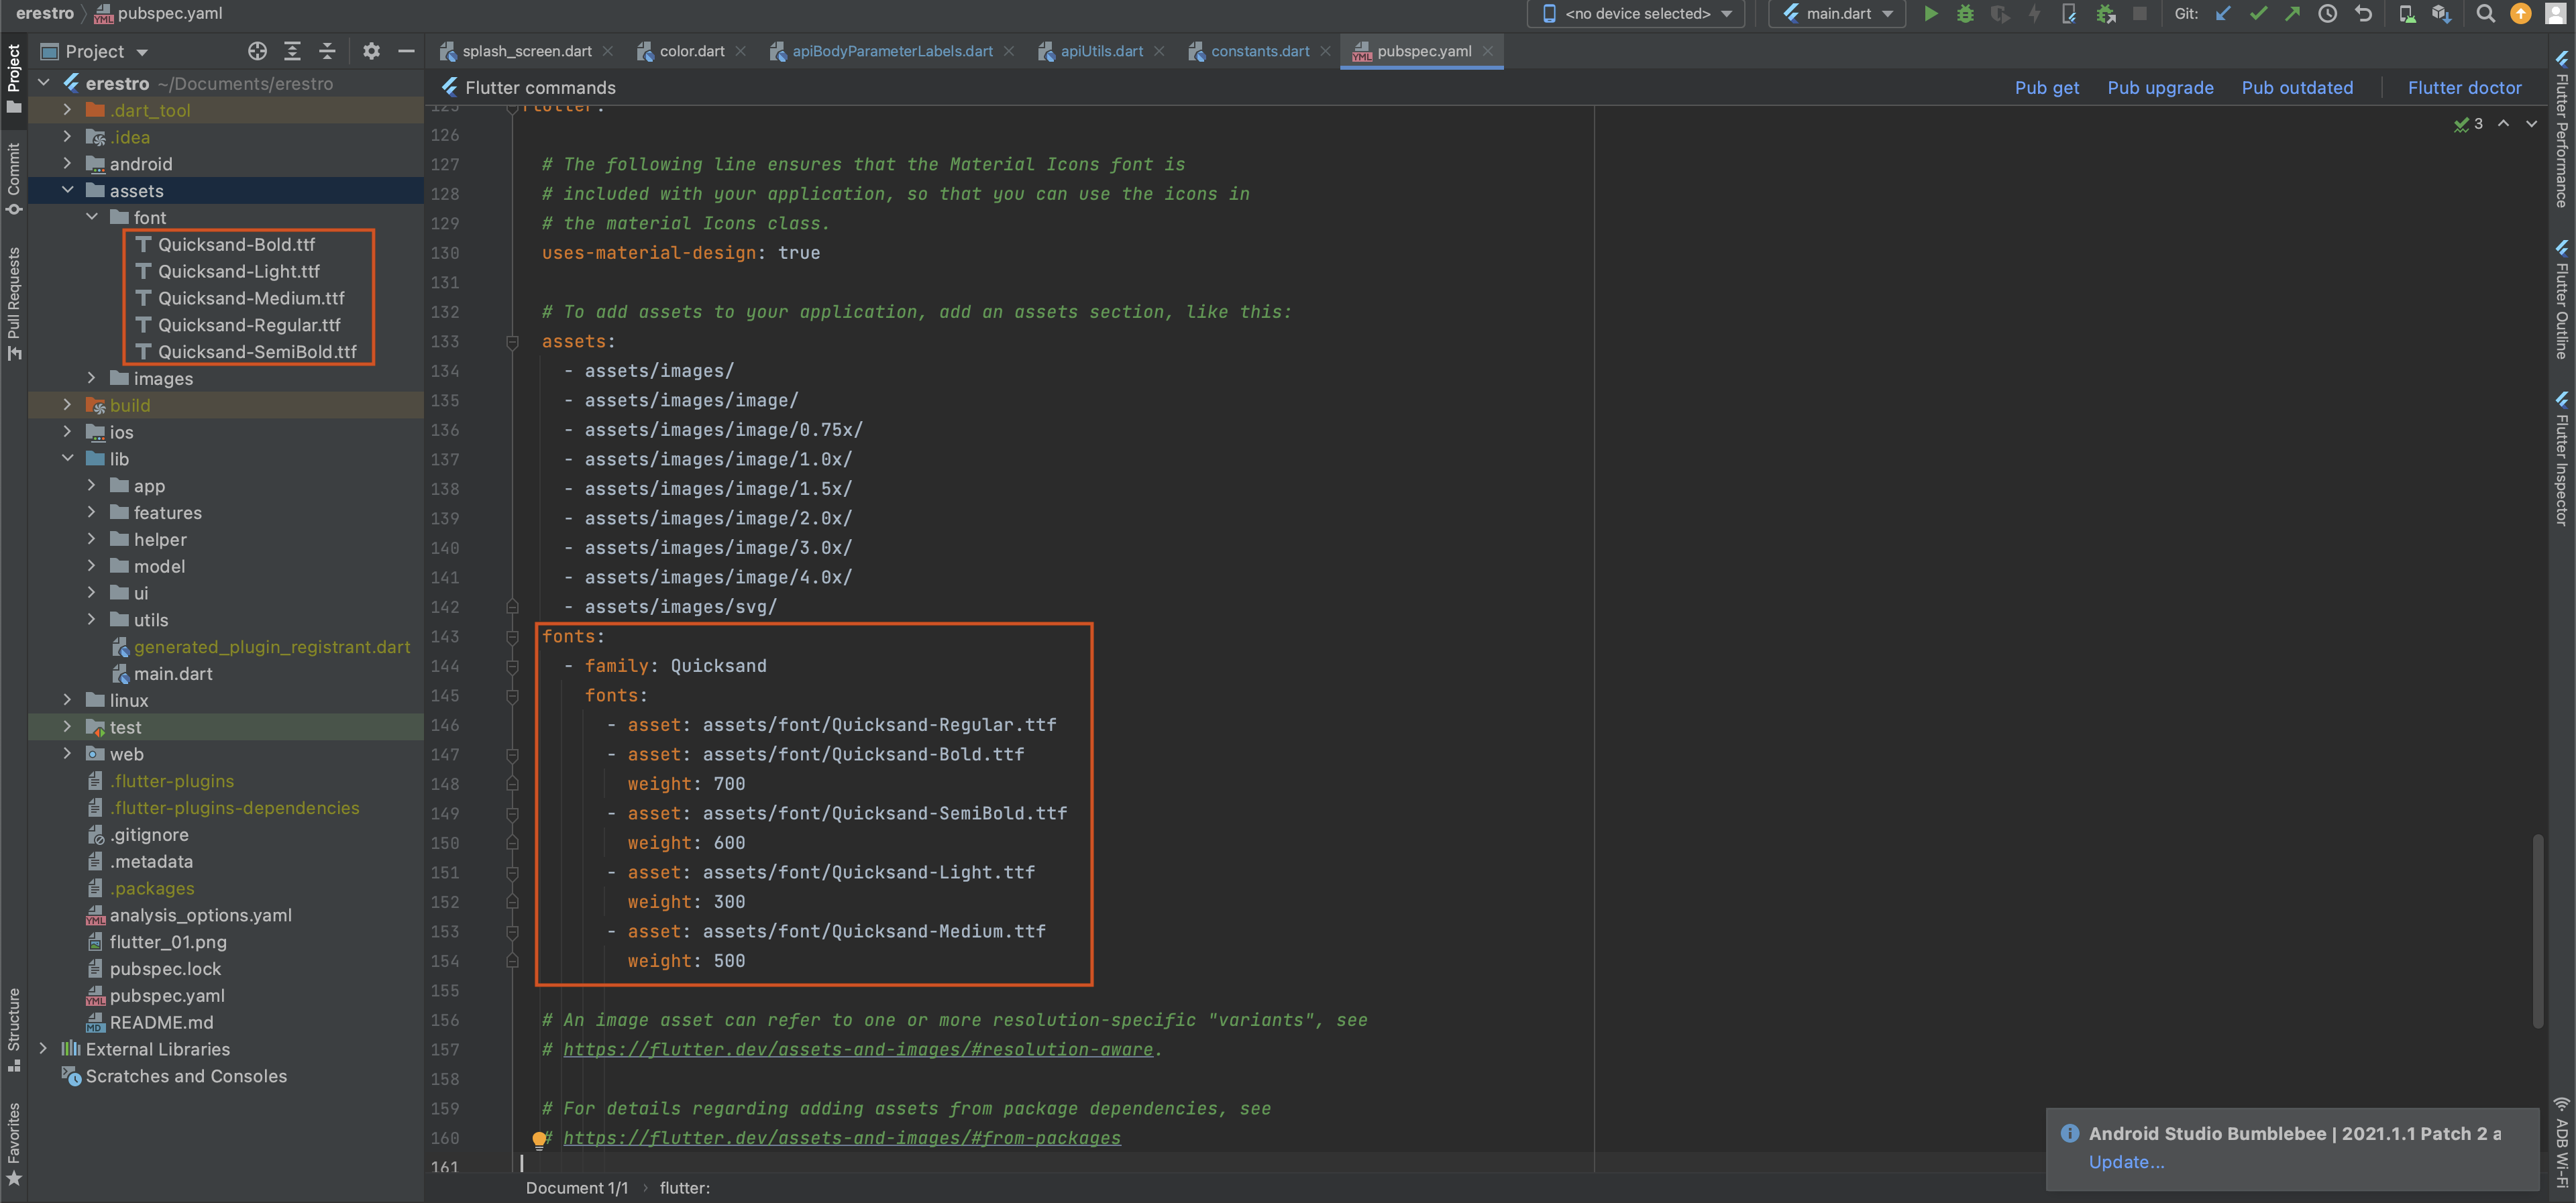 erestro pubspec.yaml
<no device selected> main.dart Git:
Project
splash_screen.dart color.dart apiBodyParameterLabels.dart apiUtils.dart constants.dart pubspec.yaml
Flutter commands
Pub get Pub upgrade Pub outdated Flutter doctor
Project
Commit
Pull Requests
Structure
Favorites
erestro ~/Documents/erestro
.dart_tool
.idea
android
assets
font
Quicksand-Bold.ttf
Quicksand-Light.ttf
Quicksand-Medium.ttf
Quicksand-Regular.ttf
Quicksand-SemiBold.ttf
images
build
ios
lib
app
features
helper
model
ui
utils
generated_plugin_registrant.dart
main.dart
linux
test
web
.flutter-plugins
.flutter-plugins-dependencies
.gitignore
.metadata
.packages
analysis_options.yaml
flutter_01.png
pubspec.lock
pubspec.yaml
README.md
External Libraries
Scratches and Consoles
125 flutter:
126
127 # The following line ensures that the Material Icons font is
128 # included with your application, so that you can use the icons in
129 # the material Icons class.
130 uses-material-design: true
131
132 # To add assets to your application, add an assets section, like this:
133 assets:
134 - assets/images/
135 - assets/images/image/
136 - assets/images/image/0.75x/
137 - assets/images/image/1.0x/
138 - assets/images/image/1.5x/
139 - assets/images/image/2.0x/
140 - assets/images/image/3.0x/
141 - assets/images/image/4.0x/
142 - assets/images/svg/
143 fonts:
144 - family: Quicksand
145 fonts:
146 - asset: assets/font/Quicksand-Regular.ttf
147 - asset: assets/font/Quicksand-Bold.ttf
148 weight: 700
149 - asset: assets/font/Quicksand-SemiBold.ttf
150 weight: 600
151 - asset: assets/font/Quicksand-Light.ttf
152 weight: 300
153 - asset: assets/font/Quicksand-Medium.ttf
154 weight: 500
155
156 # An image asset can refer to one or more resolution-specific "variants", see
157 # https://flutter.dev/assets-and-images/#resolution-aware.
158
159 # For details regarding adding assets from package dependencies, see
160 # https://flutter.dev/assets-and-images/#from-packages
161
3
Flutter Performance
Flutter Outline
Flutter Inspector
ADB Wi-Fi
Android Studio Bumblebee | 2021.1.1 Patch 2 a
Update...
Document 1/1 flutter: